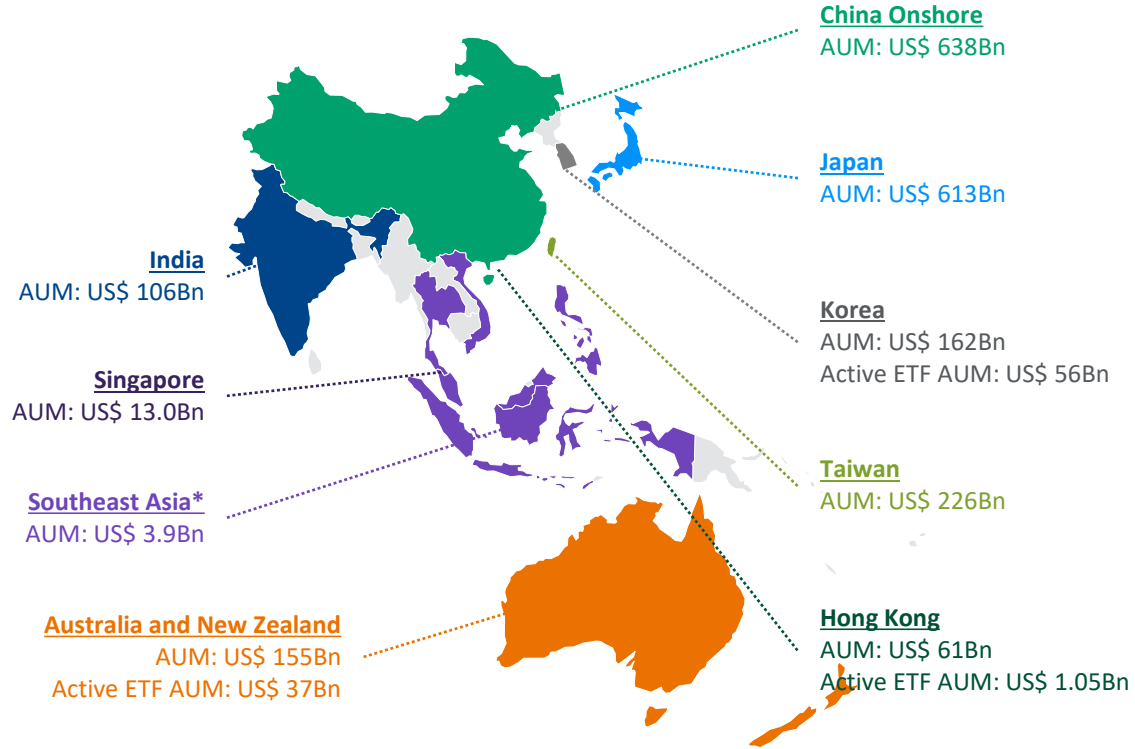 China Onshore
AUM: US$ 638Bn
Japan
AUM: US$ 613Bn
India
AUM: US$ 106Bn
Korea
AUM: US$ 162Bn
Active ETF AUM: US$ 56Bn
Singapore
AUM: US$ 13.0Bn
Taiwan
AUM: US$ 226Bn
Southeast Asia*
AUM: US$ 3.9Bn
Hong Kong
AUM: US$ 61Bn
Active ETF AUM: US$ 1.05Bn
Australia and New Zealand
AUM: US$ 155Bn
Active ETF AUM: US$ 37Bn